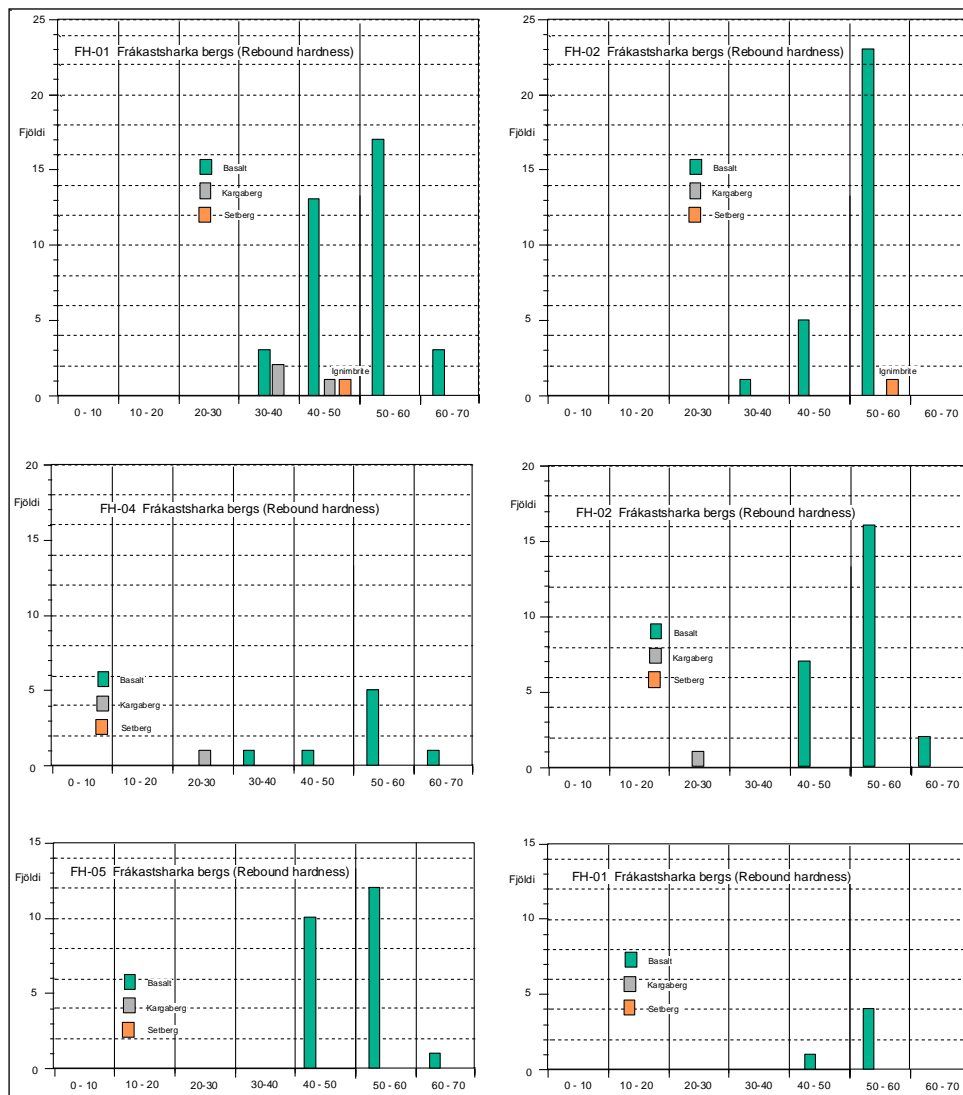 25
FH-01 Frákastsharka bergs (Rebound hardness)
20
Fjöldi
15
Basalt
Kargaberg
Setberg
10
5
Ignimbrite
0
0 - 10 10 - 20 20-30 30-40 40 - 50 50 - 60 60 - 70
25
FH-02 Frákastsharka bergs (Rebound hardness)
20
Fjöldi
15
Basalt
Kargaberg
Setberg
10
5
Ignimbrite
0
0 - 10 10 - 20 20-30 30-40 40 - 50 50 - 60 60 - 70
20
Fjöldi
FH-04 Frákastsharka bergs (Rebound hardness)
15
10
Basalt
5
Kargaberg
Setberg
0
0 - 10 10 - 20 20-30 30-40 40 - 50 50 - 60 60 - 70
20
Fjöldi
FH-02 Frákastsharka bergs (Rebound hardness)
15
10
Basalt
Kargaberg
Setberg
5
0
0 - 10 10 - 20 20-30 30-40 40 - 50 50 - 60 60 - 70
15
FH-05 Frákastsharka bergs (Rebound hardness)
Fjöldi
10
Basalt
5
Kargaberg
Setberg
0
0 - 10 10 - 20 20-30 30-40 40 - 50 50 - 60 60 - 70
15
Fjöldi
FH-01 Frákastsharka bergs (Rebound hardness)
10
Basalt
Kargaberg
5
Setberg
0
0 - 10 10 - 20 20-30 30-40 40 - 50 50 - 60 60 - 70